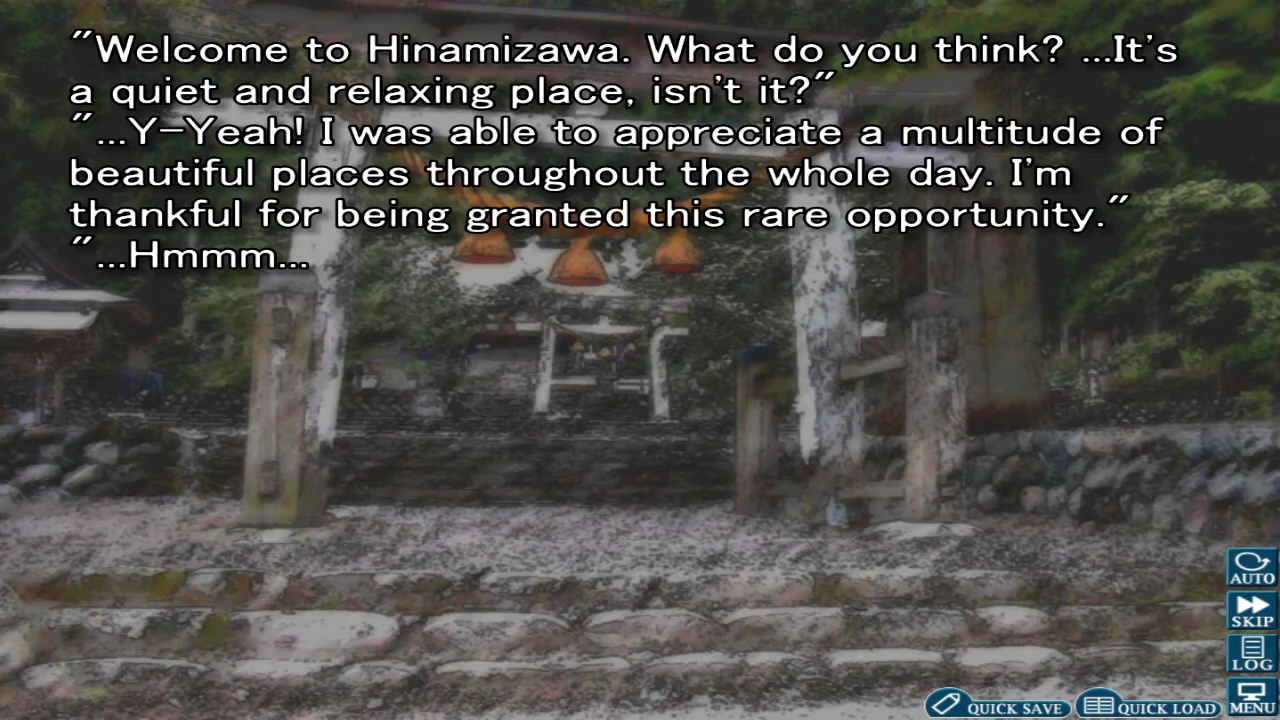 "Welcome to Hinamizawa. What do you think? ...It's
a quiet and relaxing place, isn't it?"
"...Y-Yeah! I was able to appreciate a multitude of
beautiful places throughout the whole day. I'm
thankful for being granted this rare opportunity."
"...Hmmm...
AUTO
SKIP
LOG
MENU
QUICK SAVE
QUICK LOAD